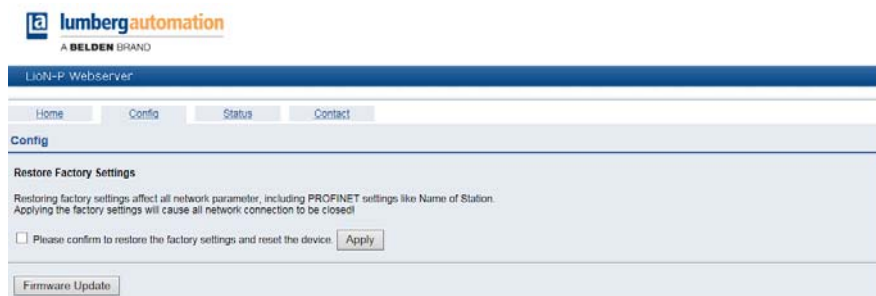 lumbergautomation
A BELDEN BRAND
LioN-P Webserver
Home Config Status Contact
Config
Restore Factory Settings
Restoring factory settings affect all network parameter, including PROFINET settings like Name of Station.
Applying the factory settings will cause all network connection to be closed!
Please confirm to restore the factory settings and reset the device. Apply
Firmware Update